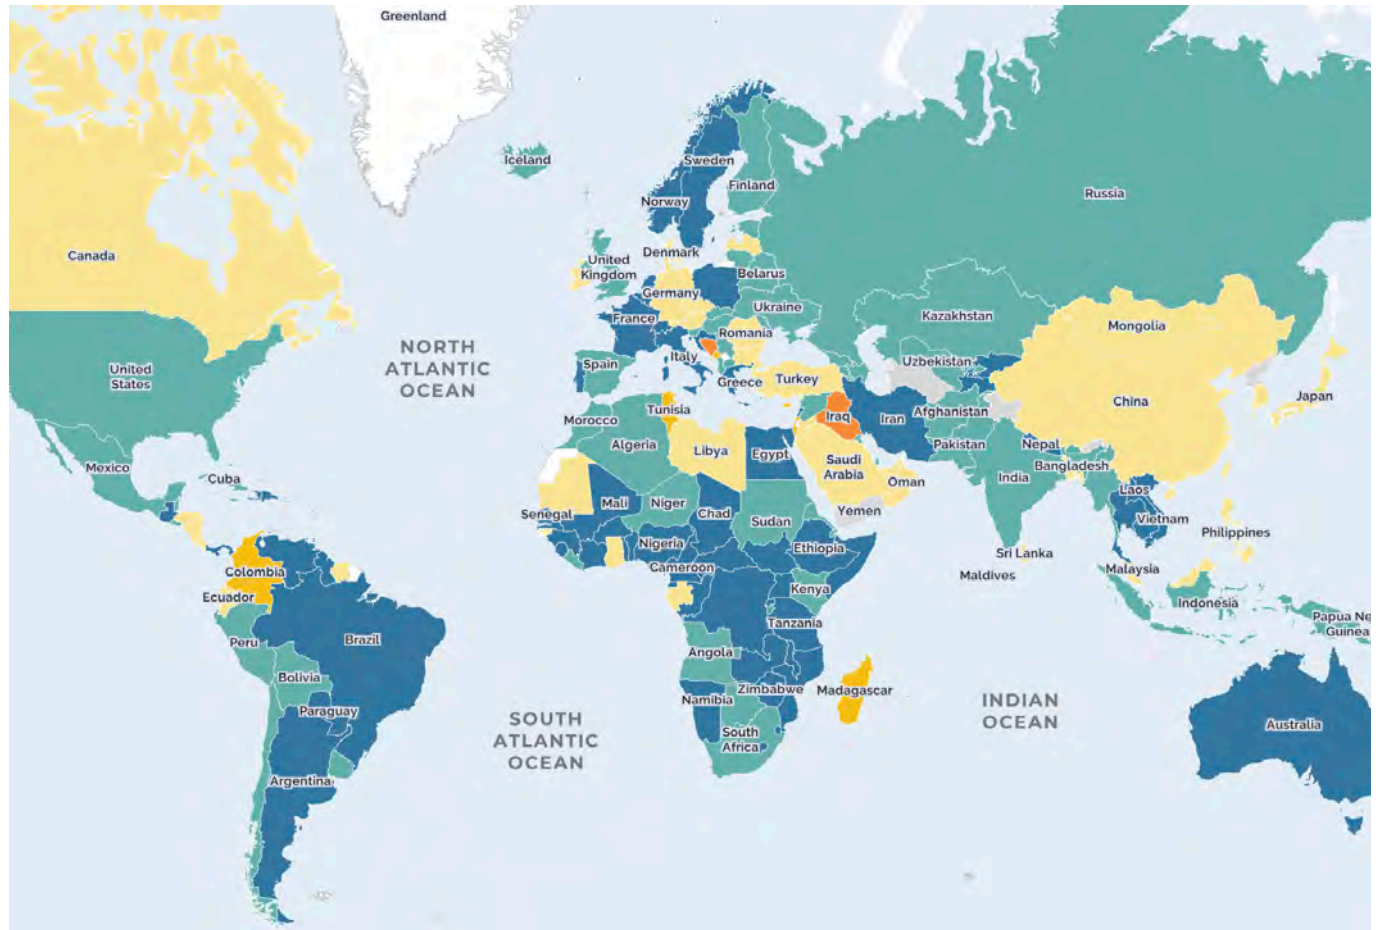 Greenland
Iceland
Sweden
Finland
Norway
Russia
Canada
United
Kingdom
Denmark
Belarus
Germany
Ukraine
France
Kazakhstan
Mongolia
Romania
NORTH
ATLANTIC
OCEAN
Italy
Spain
Uzbekistan
United
States
Greece
Turkey
China
Japan
Tunisia
Morocco
Iraq
Iran
Afghanistan
Algeria
Libya
Egypt
Pakistan
Nepal
Saudi
Arabia
Bangladesh
Mexico
Cuba
India
Oman
Laos
Mali
Niger
Chad
Senegal
Sudan
Yemen
Vietnam
Philippines
Nigeria
Ethiopia
Sri Lanka
Cameroon
Colombia
Maldives
Malaysia
Ecuador
Kenya
Indonesia
Tanzania
Papua Ne
Guinea
Peru
Brazil
Angola
Bolivia
Zimbabwe
Madagascar
Namibia
Paraguay
SOUTH
ATLANTIC
OCEAN
INDIAN
OCEAN
South
Africa
Australia
Argentina